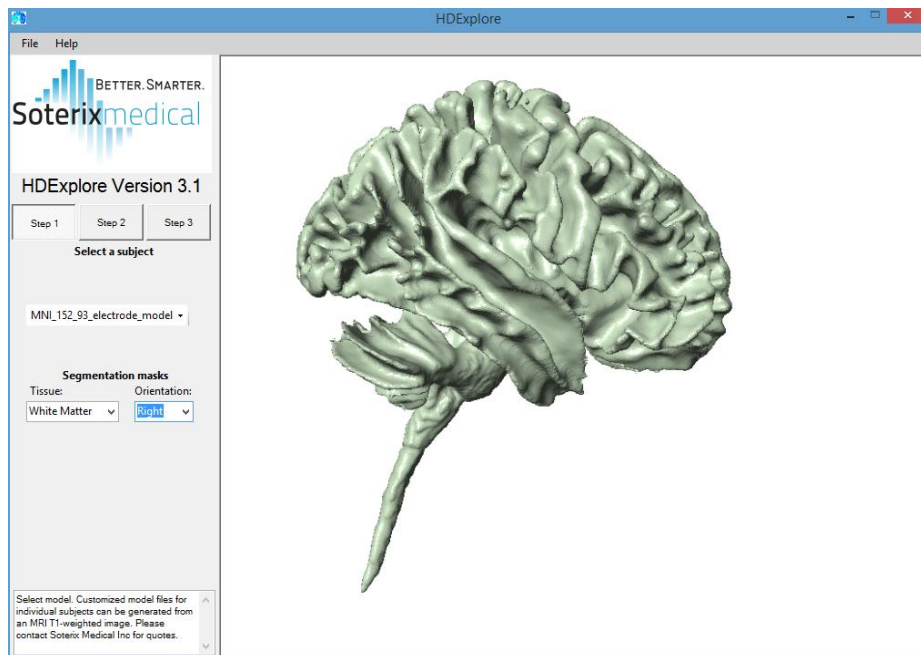 HDExplore
File Help
BETTER. SMARTER.
Soterixmedical
HDExplore Version 3.1
Step 1 Step 2 Step 3
Select a subject
MNI_152_93_electrode_model
Segmentation masks
Tissue: Orientation:
White Matter Right
Select model. Customized model files for
individual subjects can be generated from
an MRI T1-weighted image. Please
contact Soterix Medical Inc for quotes.